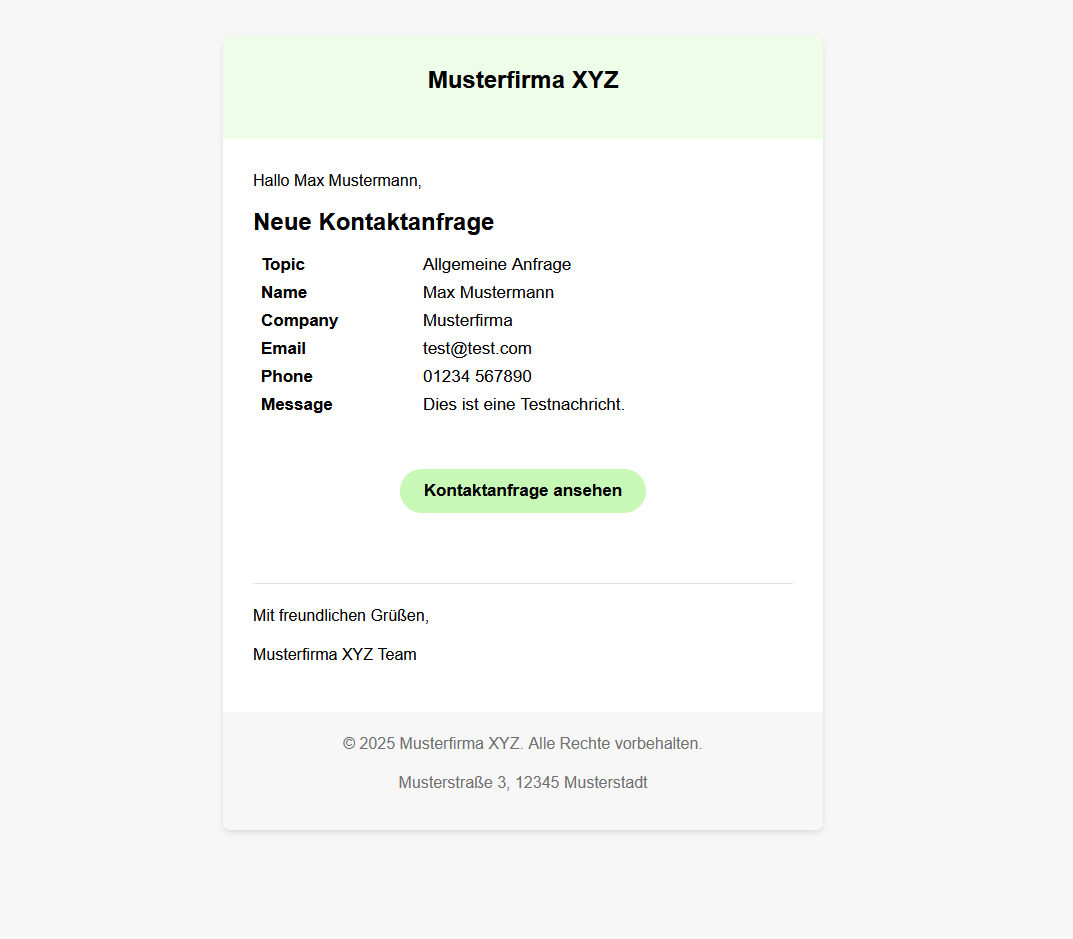 Musterfirma XYZ
Hallo Max Mustermann,
Neue Kontaktanfrage
Topic Allgemeine Anfrage
Name Max Mustermann
Company Musterfirma
Email test@test.com
Phone 01234 567890
Message Dies ist eine Testnachricht.
Kontaktanfrage ansehen
Mit freundlichen Grüßen,
Musterfirma XYZ Team
© 2025 Musterfirma XYZ. Alle Rechte vorbehalten.
Musterstraße 3, 12345 Musterstadt